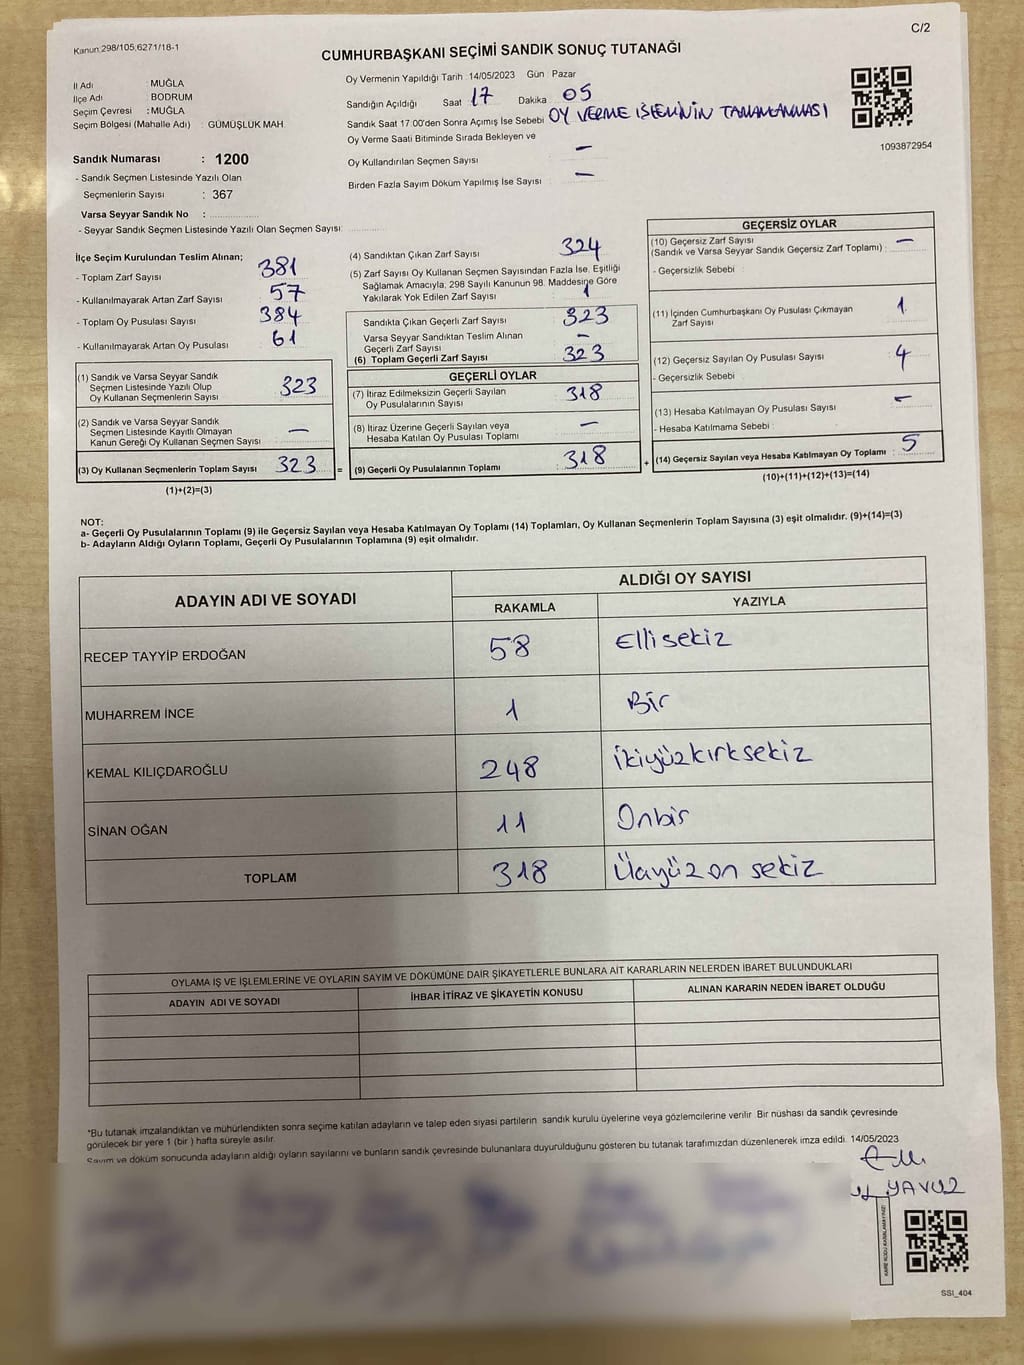 C/2
Kanun:298/105,6271/18-1
CUMHURBAŞKANI SEÇİMİ SANDIK SONUÇ TUTANAĞI
İl Adı : MUĞLA
İlçe Adı : BODRUM
Seçim Çevresi : MUĞLA
Seçim Bölgesi (Mahalle Adı) : GÜMÜŞLÜK MAH.
Oy Vermenin Yapıldığı Tarih :14/05/2023 Gün : Pazar
Sandığın Açıldığı Saat 17 Dakika 05
Sandık Saat 17:00'den Sonra Açımış İse Sebebi OY VERME İŞLEMİNİN TAMAMLANMASI
Oy Verme Saati Bitiminde Sırada Bekleyen ve
Oy Kullandırılan Seçmen Sayısı –
Birden Fazla Sayım Döküm Yapılmış İse Sayısı –
1093872954
Sandık Numarası : 1200
- Sandık Seçmen Listesinde Yazılı Olan
Seçmenlerin Sayısı : 367
Varsa Seyyar Sandık No :
- Seyyar Sandık Seçmen Listesinde Yazılı Olan Seçmen Sayısı:
İlçe Seçim Kurulundan Teslim Alınan;
- Toplam Zarf Sayısı 381
- Kullanılmayarak Artan Zarf Sayısı 57
- Toplam Oy Pusulası Sayısı 384
- Kullanılmayarak Artan Oy Pusulası 61
(1) Sandık ve Varsa Seyyar Sandık
Seçmen Listesinde Yazılı Olup
Oy Kullanan Seçmenlerin Sayısı 323
(2) Sandık ve Varsa Seyyar Sandık
Seçmen Listesinde Kayıtlı Olmayan
Kanun Gereği Oy Kullanan Seçmen Sayısı –
(3) Oy Kullanan Seçmenlerin Toplam Sayısı 323 =
(1)+(2)=(3)
(4) Sandıktan Çıkan Zarf Sayısı 324
(5) Zarf Sayısı Oy Kullanan Seçmen Sayısından Fazla İse, Eşitliği
Sağlamak Amacıyla, 298 Sayılı Kanunun 98. Maddesine Göre
Yakılarak Yok Edilen Zarf Sayısı 1
Sandıkta Çıkan Geçerli Zarf Sayısı 323
Varsa Seyyar Sandıktan Teslim Alınan
Geçerli Zarf Sayısı –
(6) Toplam Geçerli Zarf Sayısı 323
GEÇERLİ OYLAR
(7) İtiraz Edilmeksizin Geçerli Sayılan
Oy Pusulalarının Sayısı 318
(8) İtiraz Üzerine Geçerli Sayılan veya
Hesaba Katılan Oy Pusulası Toplamı –
(9) Geçerli Oy Pusulalarının Toplamı 318 +
GEÇERSİZ OYLAR
(10) Geçersiz Zarf Sayısı
(Sandık ve Varsa Seyyar Sandık Geçersiz Zarf Toplamı) –
- Geçersizlik Sebebi :
(11) İçinden Cumhurbaşkanı Oy Pusulası Çıkmayan
Zarf Sayısı 1
(12) Geçersiz Sayılan Oy Pusulası Sayısı 4
- Geçersizlik Sebebi :
(13) Hesaba Katılmayan Oy Pusulası Sayısı –
- Hesaba Katılmama Sebebi :
(14) Geçersiz Sayılan veya Hesaba Katılmayan Oy Toplamı : 5
(10)+(11)+(12)+(13)=(14)
NOT:
a- Geçerli Oy Pusulalarının Toplamı (9) ile Geçersiz Sayılan veya Hesaba Katılmayan Oy Toplamı (14) Toplamları, Oy Kullanan Seçmenlerin Toplam Sayısına (3) eşit olmalıdır. (9)+(14)=(3)
b- Adayların Aldığı Oyların Toplamı, Geçerli Oy Pusulalarının Toplamına (9) eşit olmalıdır.
ADAYIN ADI VE SOYADI ALDIĞI OY SAYISI
RAKAMLA YAZIYLA
RECEP TAYYİP ERDOĞAN 58 Ellisekiz
MUHARREM İNCE 1 Bir
KEMAL KILIÇDAROĞLU 248 İkiyüzkırksekiz
SİNAN OĞAN 11 Onbir
TOPLAM 318 Üçyüz on sekiz
OYLAMA İŞ VE İŞLEMLERİNE VE OYLARIN SAYIM VE DÖKÜMÜNE DAİR ŞİKAYETLERLE BUNLARA AİT KARARLARIN NELERDEN İBARET BULUNDUKLARI
ADAYIN ADI VE SOYADI İHBAR İTİRAZ VE ŞİKAYETİN KONUSU ALINAN KARARIN NEDEN İBARET OLDUĞU
*Bu tutanak imzalandıktan ve mühürlendikten sonra seçime katılan adayların ve talep eden siyasi partilerin sandık kurulu üyelerine veya gözlemcilerine verilir. Bir nüshası da sandık çevresinde
görülecek bir yere 1 (bir ) hafta süreyle asılır.
Sayım ve döküm sonucunda adayların aldığı oyların sayılarını ve bunların sandık çevresinde bulunanlara duyurulduğunu gösteren bu tutanak tarafımızdan düzenlenerek imza edildi. 14/05/2023
YAVUZ
KARE KODU KARALAMAYINIZ!
SSI_404